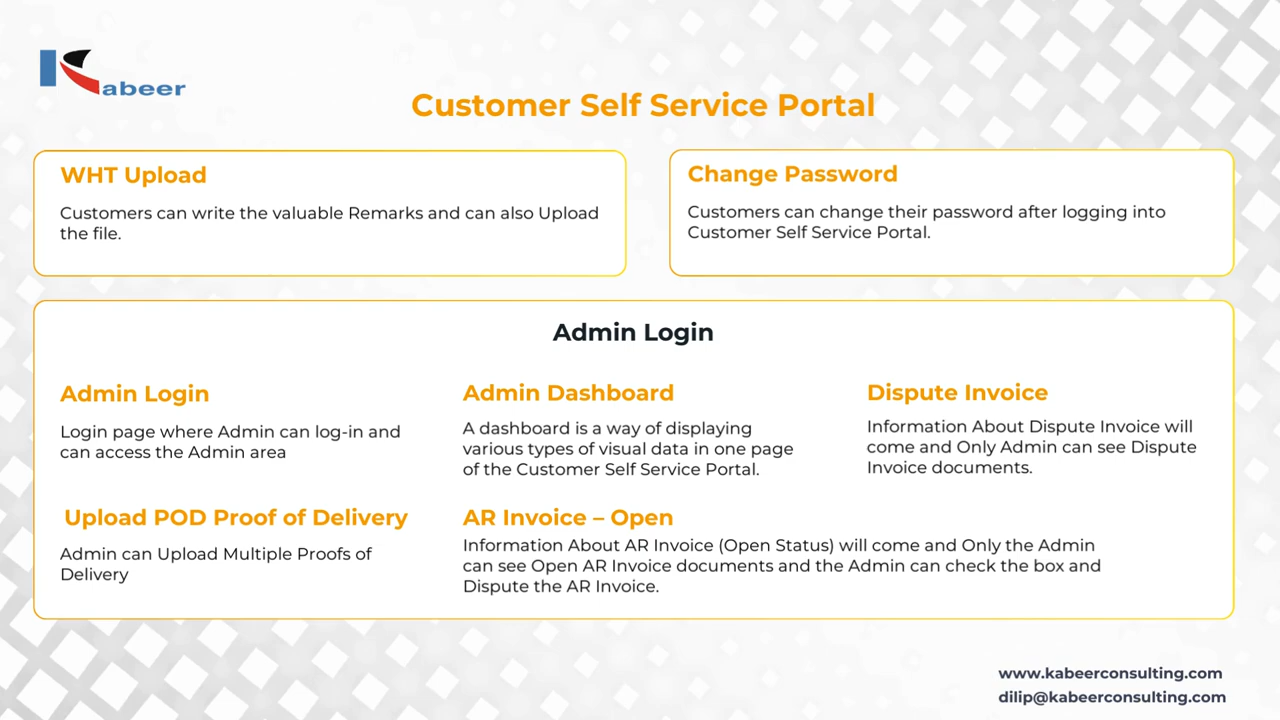 Kabeer
Customer Self Service Portal
WHT Upload
Customers can write the valuable Remarks and can also Upload
the file.
Change Password
Customers can change their password after logging into
Customer Self Service Portal.
Admin Login
Admin Login
Login page where Admin can log-in and
can access the Admin area
Admin Dashboard
A dashboard is a way of displaying
various types of visual data in one page
of the Customer Self Service Portal.
Dispute Invoice
Information About Dispute Invoice will
come and Only Admin can see Dispute
Invoice documents.
Upload POD Proof of Delivery
Admin can Upload Multiple Proofs of
Delivery
AR Invoice – Open
Information About AR Invoice (Open Status) will come and Only the Admin
can see Open AR Invoice documents and the Admin can check the box and
Dispute the AR Invoice.
www.kabeerconsulting.com
dilip@kabeerconsulting.com